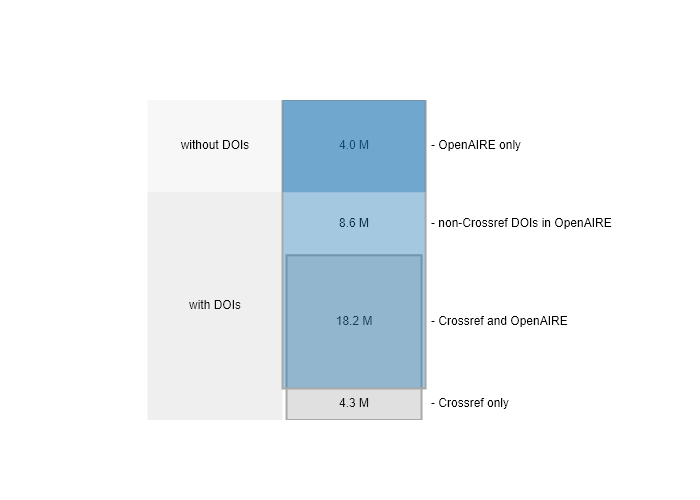 without DOIs 4.0 M - OpenAIRE only
8.6 M - non-Crossref DOIs in OpenAIRE
with DOIs
18.2 M - Crossref and OpenAIRE
4.3 M - Crossref only